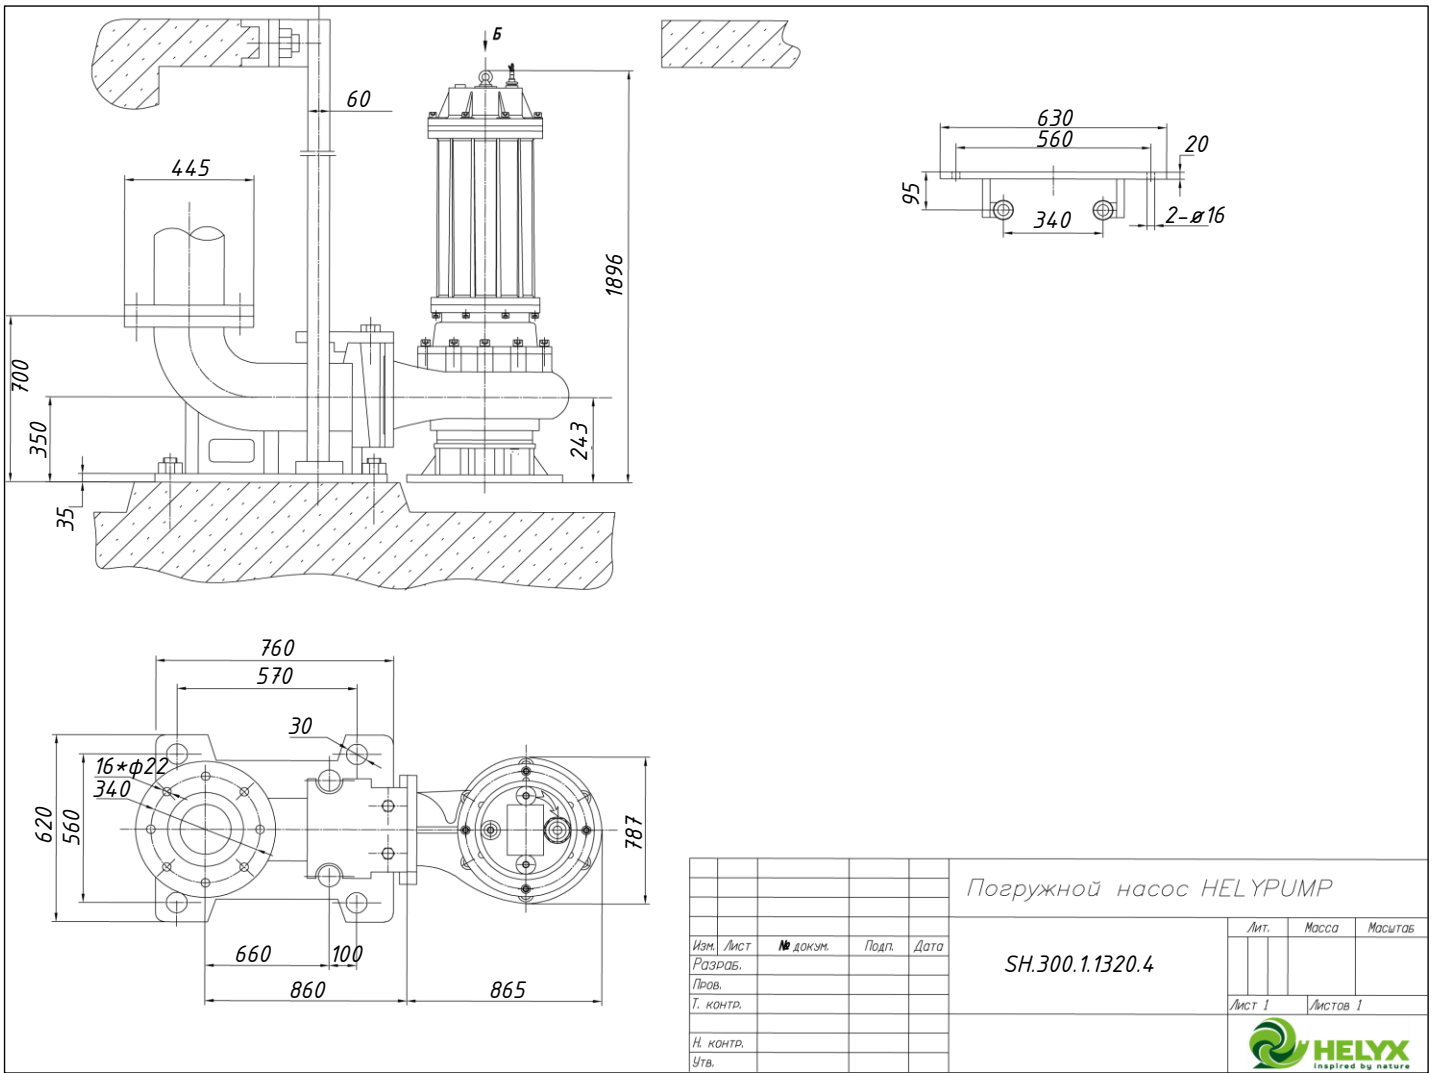 Б
60
445
1896
700
350
243
35
630
560
20
95
340
2-ø16
760
570
30
16*ф22
340
620
560
787
660
100
860
865
Погружной насос HELYPUMP
Лит. Масса Масштаб
Изм. Лист № докум. Подп. Дата
SH.300.1.1320.4
Разраб.
Пров.
Т. контр.
Лист 1 Листов 1
Н. контр.
Утв.
HELYX
Inspired by nature